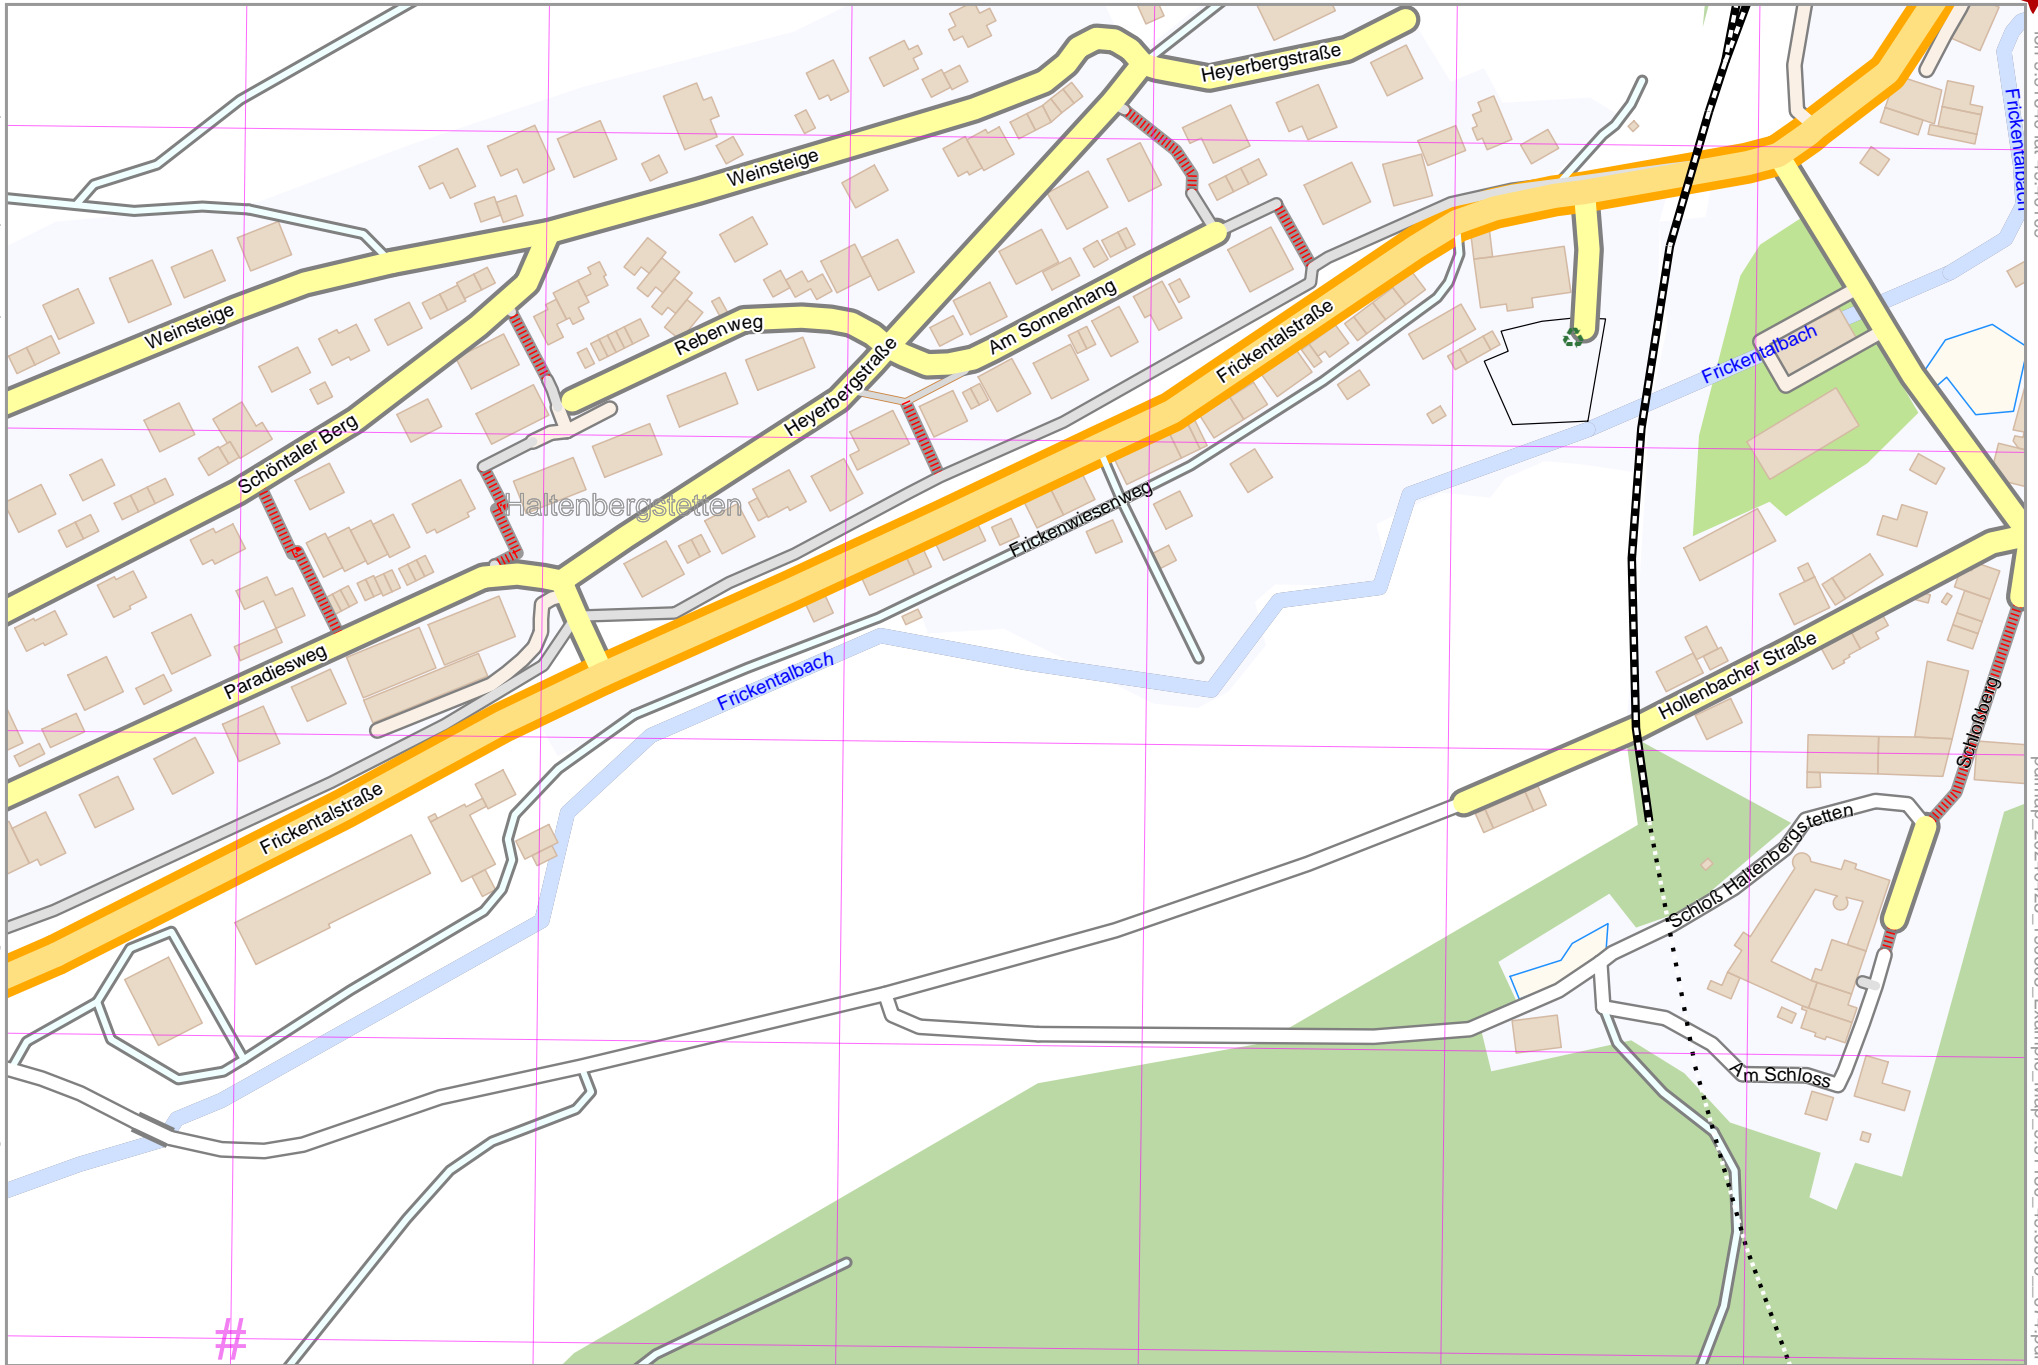 Heyerbergstraße
Weinsteige
Frickentalbach
Weinsteige
Rebenweg
Am Sonnenhang
Frickentalstraße
Heyerbergstraße
Frickentalbach
Schöntaler Berg
Haltenbergstetten
Frickenwiesenweg
Paradiesweg
Frickentalbach
Hollenbacher Straße
Schloßberg
Frickentalstraße
Schloß Haltenbergstetten
Am Schloss
#